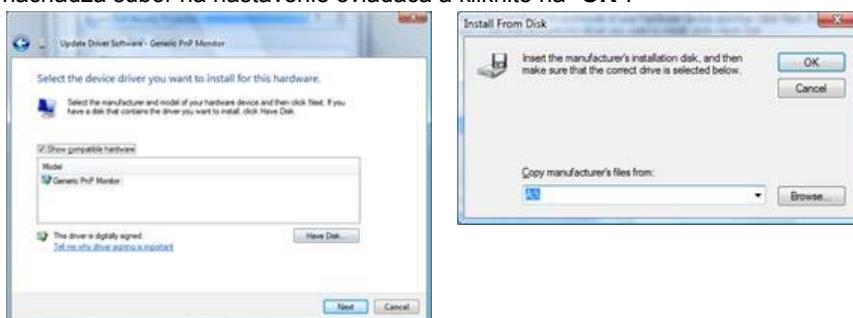 nachádza súbor na nastavenie ovládača a kliknite na "OK".
Update Driver Software - Generic PnP Monitor
Select the device driver you want to install for this hardware.
Select the manufacturer and model of your hardware device and then click Next. If you
have a disk that contains the driver you want to install, click Have Disk.
Show compatible hardware
Model
Generic PnP Monitor
This driver is digitally signed.
Tell me why driver signing is important
Have Disk...
Next
Cancel
Install From Disk
Insert the manufacturer's installation disk, and then
make sure that the correct drive is selected below.
OK
Cancel
Copy manufacturer's files from:
A:\
Browse...